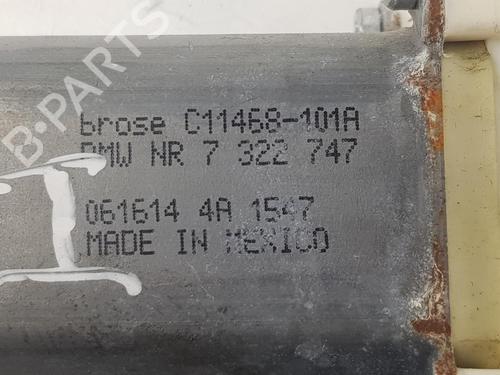 B-PARTS
brose C11468-101A
BMW NR 7 322 747
061614 4A 1547
MADE IN MEXICO